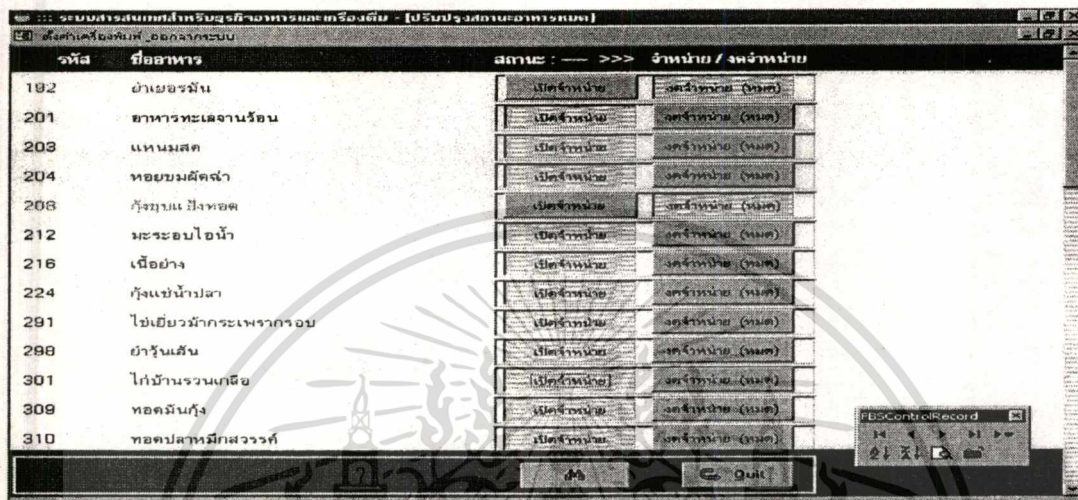 ::: ระบบสารสนเทศสำหรับธุรกิจอาหารและเครื่องดื่ม - [ปรับปรุงสถานะอาหารหมด]
ตั้งค่าเครื่องพิมพ์ ออกจากระบบ
รหัส ชื่ออาหาร สถานะ : --- >>> จำหน่าย / งดจำหน่าย
192 ยำเยอรมัน เปิดจำหน่าย งดจำหน่าย (หมด)
201 ยาหารทะเลจานร้อน เปิดจำหน่าย งดจำหน่าย (หมด)
203 แหนมสด เปิดจำหน่าย งดจำหน่าย (หมด)
204 หอยขมผัดฉ่า เปิดจำหน่าย งดจำหน่าย (หมด)
208 กุ้งชุบแป้งทอด เปิดจำหน่าย งดจำหน่าย (หมด)
212 มะระอบไอน้ำ เปิดจำหน่าย งดจำหน่าย (หมด)
216 เนื้อย่าง เปิดจำหน่าย งดจำหน่าย (หมด)
224 กุ้งแช่น้ำปลา เปิดจำหน่าย งดจำหน่าย (หมด)
291 ไข่เยี่ยวม้ากระเพรากรอบ เปิดจำหน่าย งดจำหน่าย (หมด)
298 ยำวุ้นเส้น เปิดจำหน่าย งดจำหน่าย (หมด)
301 ไก่บ้านรวนเกลือ เปิดจำหน่าย งดจำหน่าย (หมด)
309 ทอดมันกุ้ง เปิดจำหน่าย งดจำหน่าย (หมด)
310 ทอดปลาหมึกสวรรค์ เปิดจำหน่าย งดจำหน่าย (หมด)
FBSControlRecord
Quit